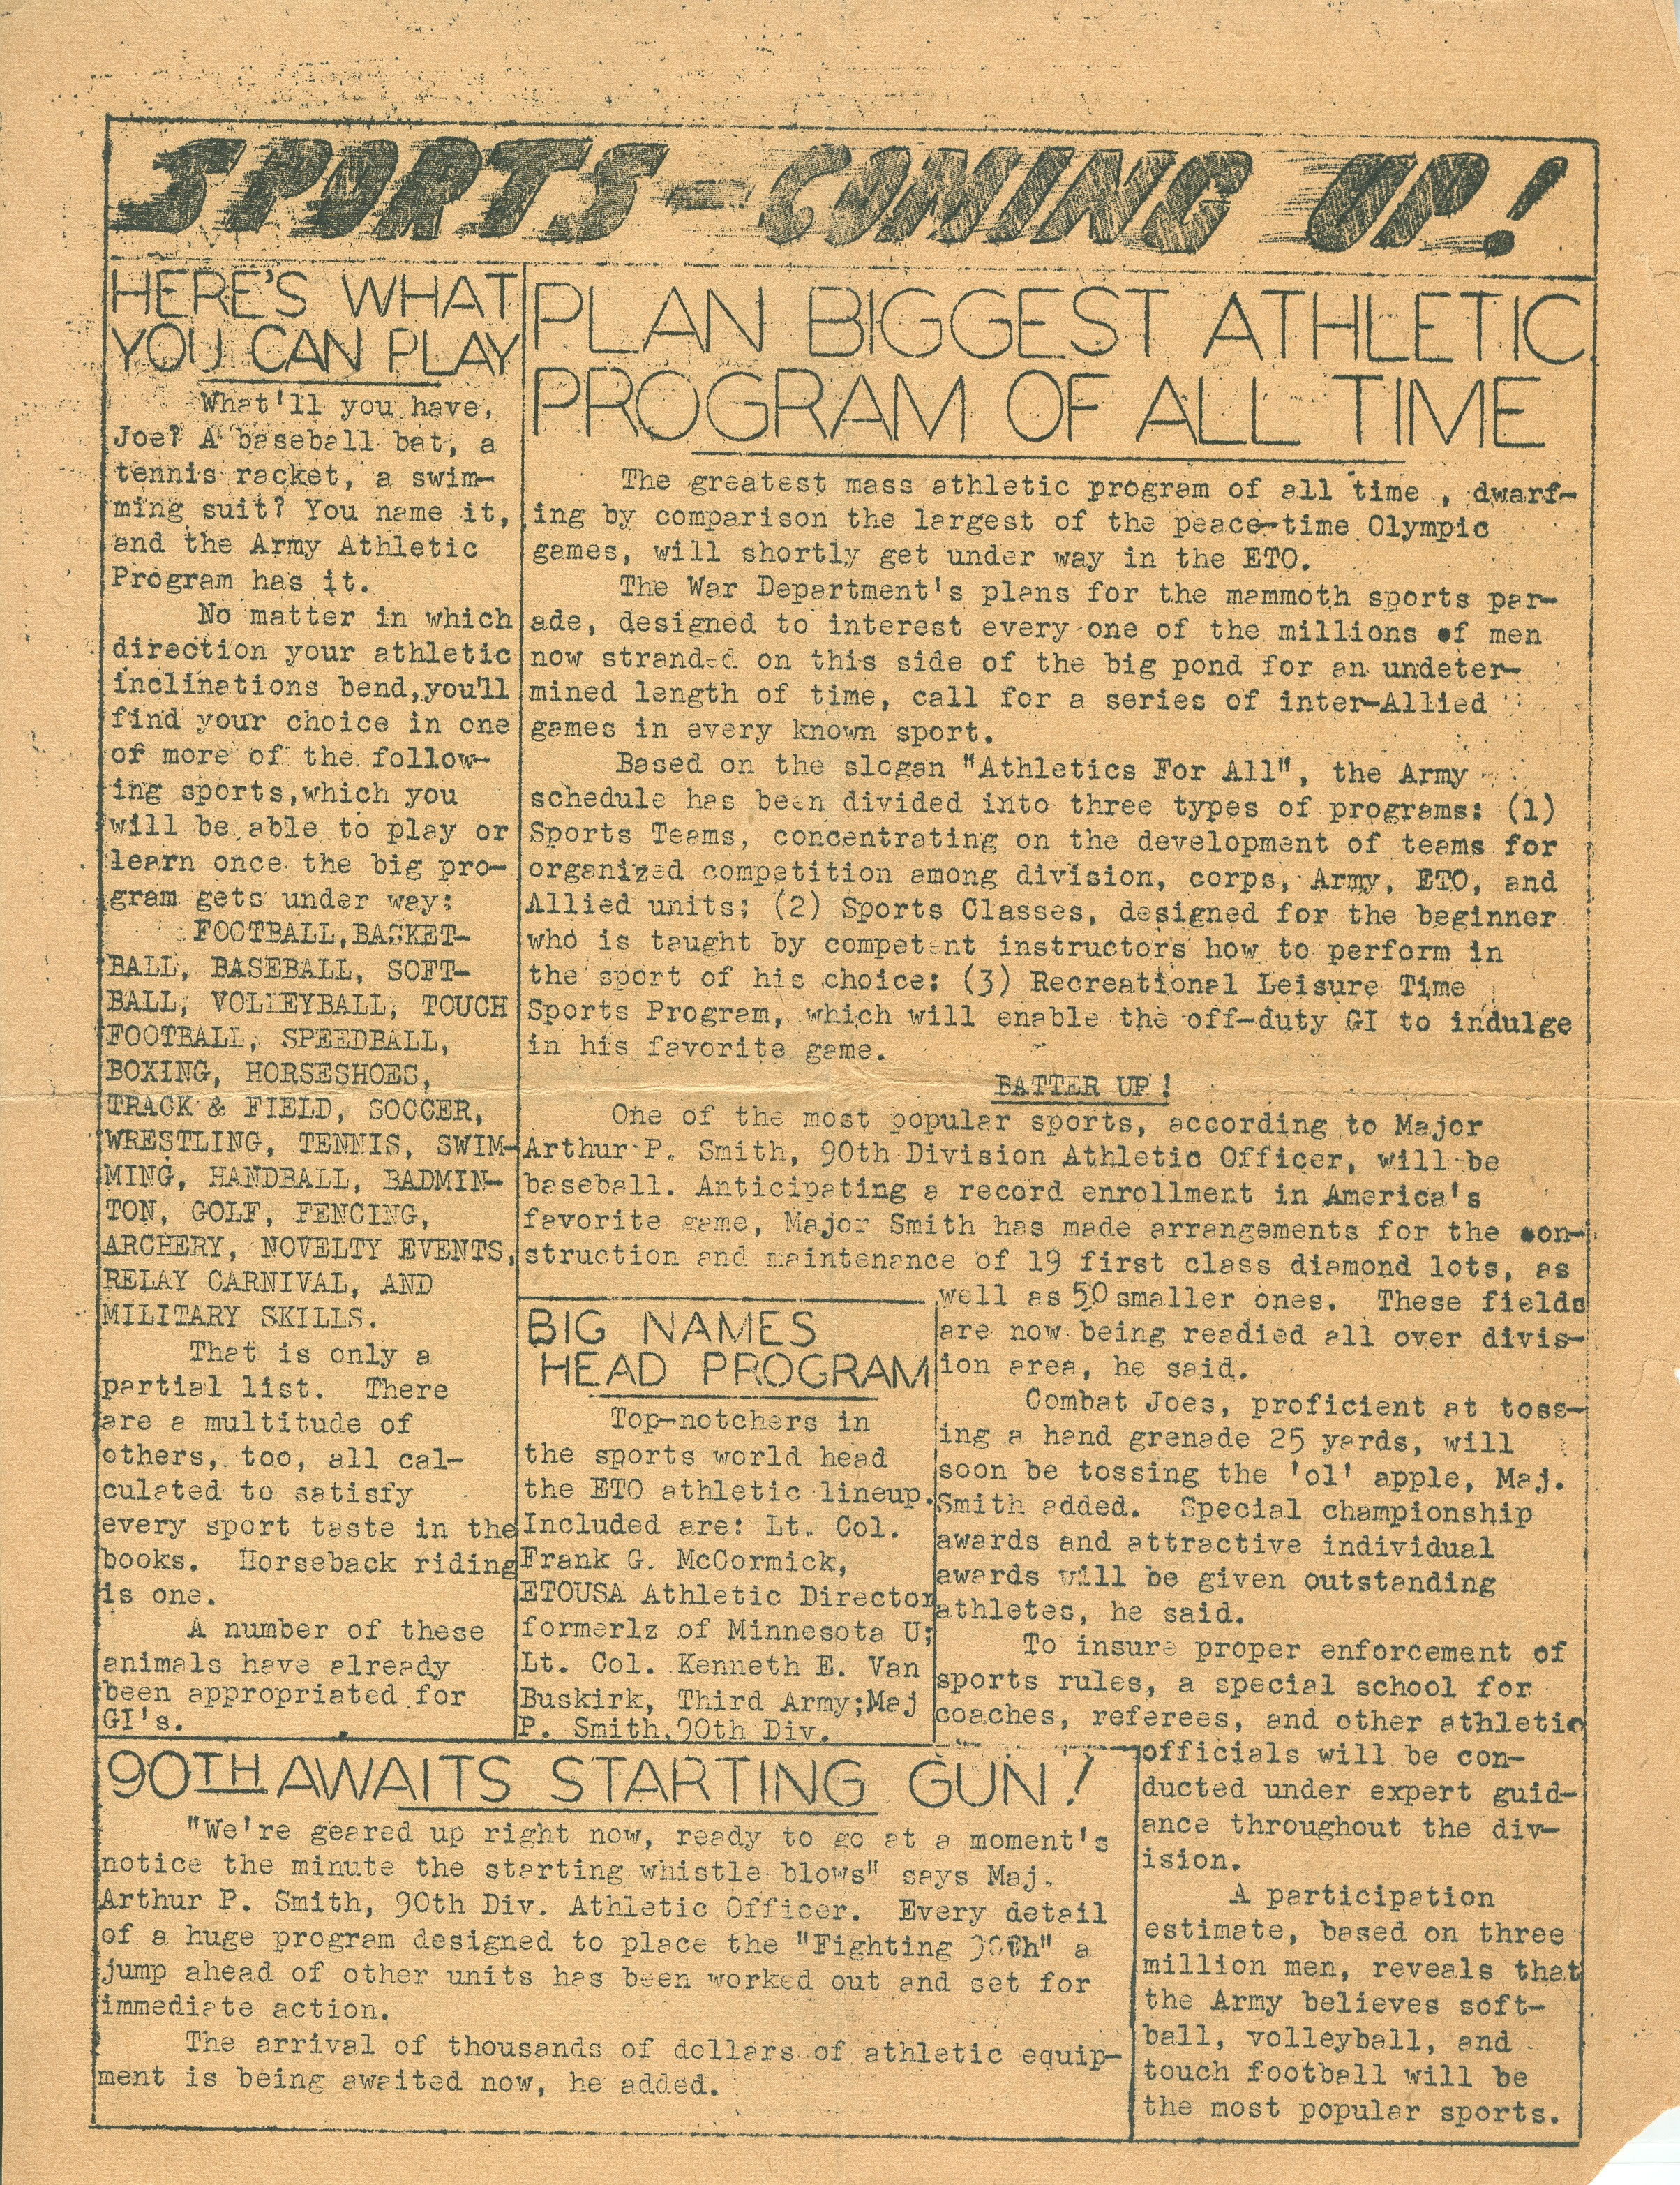 SPORTS - COMING UP!
HERE'S WHAT
YOU CAN PLAY
What'll you have,
Joe? A baseball bat, a
tennis racket, a swim-
ming suit? You name it,
and the Army Athletic
Program has it.
No matter in which
direction your athletic
inclinations bend,you'll
find your choice in one
or more of the follow-
ing sports,which you
will be able to play or
learn once the big pro-
gram gets under way:
FOOTBALL,BASKET-
BALL, BASEBALL, SOFT-
BALL, VOLLEYBALL, TOUCH
FOOTBALL, SPEEDBALL,
BOXING, HORSESHOES,
TRACK & FIELD, SOCCER,
WRESTLING, TENNIS, SWIM-
MING, HANDBALL, BADMIN-
TON, GOLF, FENCING,
ARCHERY, NOVELTY EVENTS,
RELAY CARNIVAL, AND
MILITARY SKILLS.
That is only a
partial list. There
are a multitude of
others, too, all cal-
culated to satisfy
every sport taste in the
books. Horseback riding
is one.
A number of these
animals have already
been appropriated for
GI's.
PLAN BIGGEST ATHLETIC
PROGRAM OF ALL TIME
The greatest mass athletic program of all time , dwarf-
ing by comparison the largest of the peace-time Olympic
games, will shortly get under way in the ETO.
The War Department's plans for the mammoth sports par-
ade, designed to interest every one of the millions of men
now stranded on this side of the big pond for an undeter-
mined length of time, call for a series of inter-Allied
games in every known sport.
Based on the slogan "Athletics For All", the Army
schedule has been divided into three types of programs: (1)
Sports Teams, concentrating on the development of teams for
organized competition among division, corps, Army, ETO, and
Allied units; (2) Sports Classes, designed for the beginner
who is taught by competent instructors how to perform in
the sport of his choice: (3) Recreational Leisure Time
Sports Program, which will enable the off-duty GI to indulge
in his favorite game.
BATTER UP!
One of the most popular sports, according to Major
Arthur P. Smith, 90th Division Athletic Officer, will be
baseball. Anticipating a record enrollment in America's
favorite game, Major Smith has made arrangements for the con-
struction and maintenance of 19 first class diamond lots, as
well as 50 smaller ones. These fields
are now being readied all over divis-
ion area, he said.
Combat Joes, proficient at toss-
ing a hand grenade 25 yards, will
soon be tossing the 'ol' apple, Maj.
Smith added. Special championship
awards and attractive individual
awards will be given outstanding
athletes, he said.
To insure proper enforcement of
sports rules, a special school for
coaches, referees, and other athletic
officials will be con-
ducted under expert guid-
ance throughout the div-
ision.
A participation
estimate, based on three
million men, reveals that
the Army believes soft-
ball, volleyball, and
touch football will be
the most popular sports.
BIG NAMES
HEAD PROGRAM
Top-notchers in
the sports world head
the ETO athletic lineup.
Included are: Lt. Col.
Frank G. McCormick,
ETOUSA Athletic Director,
formerlz of Minnesota U;
Lt. Col. Kenneth E. Van
Buskirk, Third Army;Maj
P. Smith,90th Div.
90TH AWAITS STARTING GUN!
"We're geared up right now, ready to go at a moment's
notice the minute the starting whistle blows" says Maj.
Arthur P. Smith, 90th Div. Athletic Officer. Every detail
of a huge program designed to place the "Fighting 90th" a
jump ahead of other units has been worked out and set for
immediate action.
The arrival of thousands of dollars of athletic equip-
ment is being awaited now, he added.